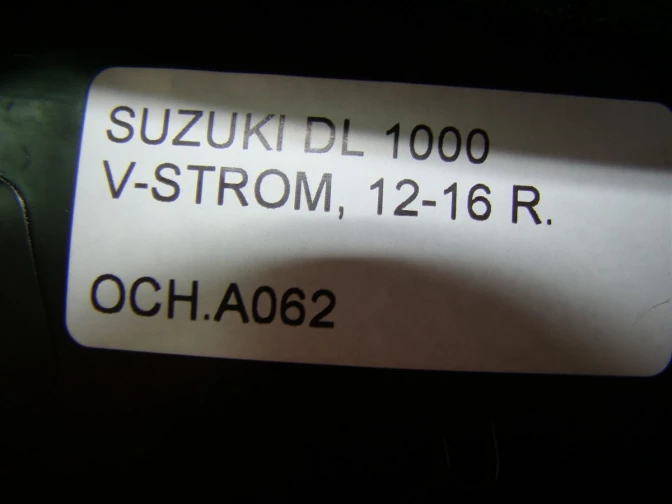 SUZUKI DL 1000
V-STROM, 12-16 R.
OCH.A062